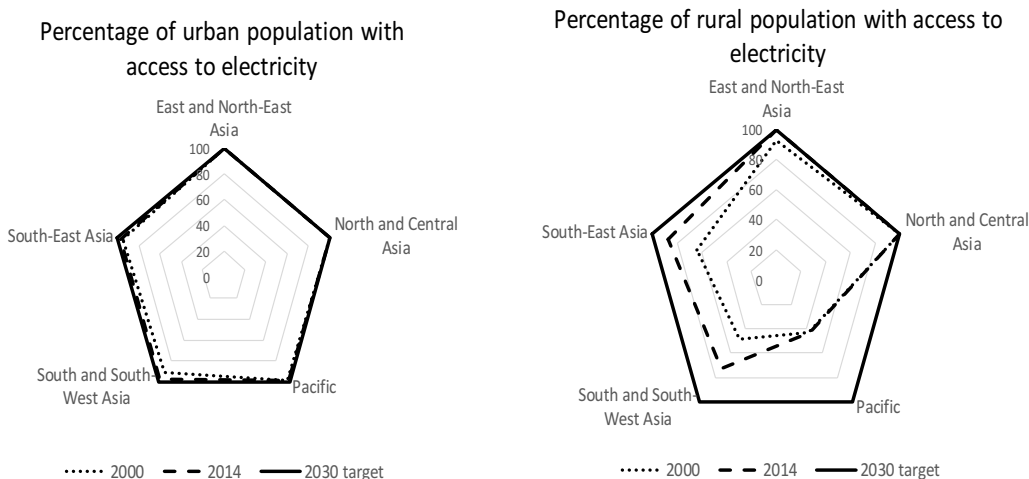 Percentage of urban population with
access to electricity
East and North-East
Asia
100
80
60
40
20
0
North and Central
Asia
Pacific
South and South-
West Asia
South-East Asia
2000
2014
2030 target
Percentage of rural population with access to
electricity
East and North-East
Asia
100
80
60
40
20
0
North and Central
Asia
Pacific
South and South-
West Asia
South-East Asia
2000
2014
2030 target